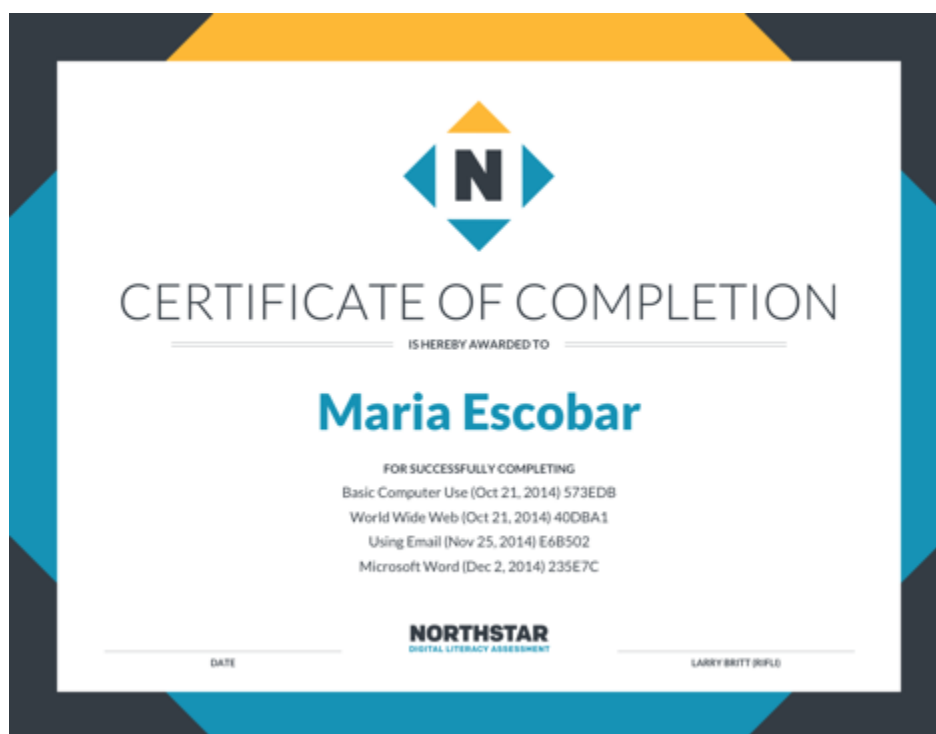 N
CERTIFICATE OF COMPLETION
IS HEREBY AWARDED TO
Maria Escobar
FOR SUCCESSFULLY COMPLETING
Basic Computer Use (Oct 21, 2014) 573EDB
World Wide Web (Oct 21, 2014) 40DBA1
Using Email (Nov 25, 2014) E6B502
Microsoft Word (Dec 2, 2014) 235E7C
NORTHSTAR
DIGITAL LITERACY ASSESSMENT
DATE
LARRY BRITT (RIFLI)